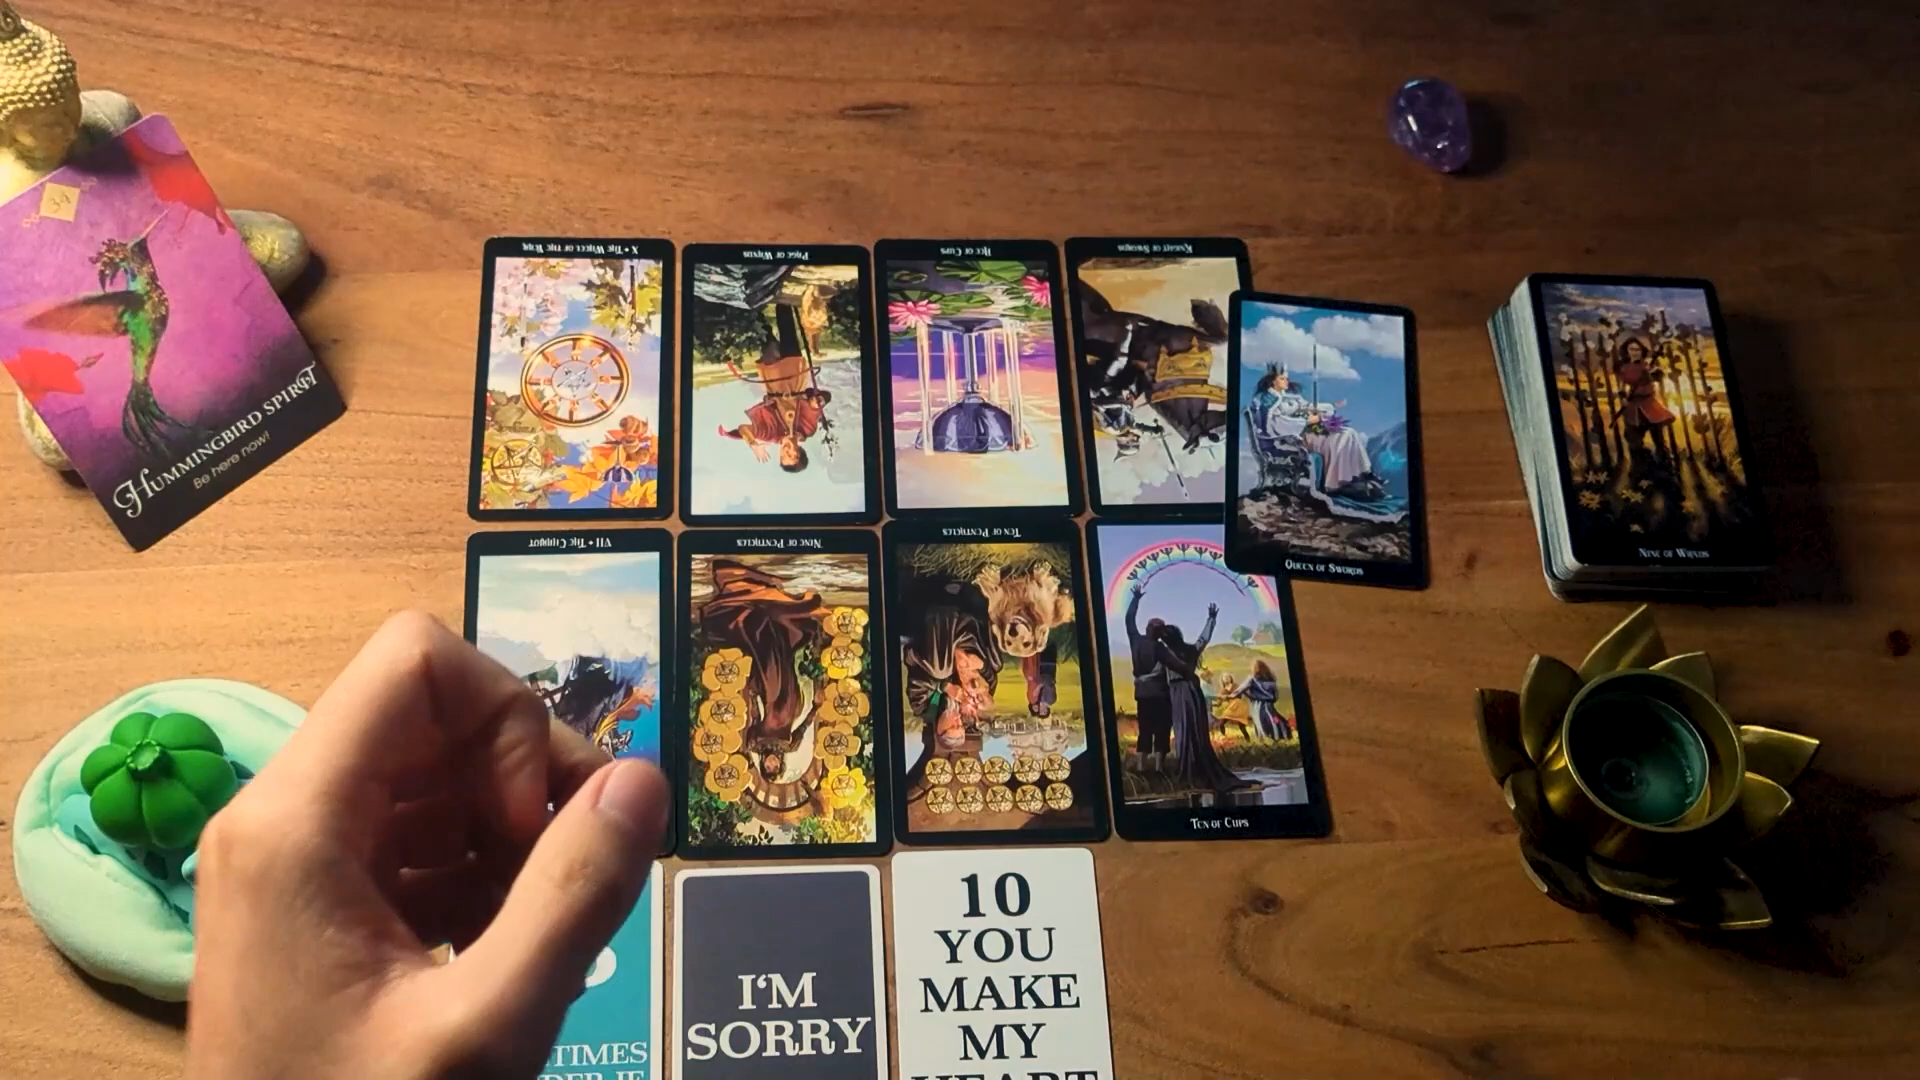 39
HUMMINGBIRD SPIRIT
Be here now!
X • THE WHEEL OF THE YEAR
PAGE OF WANDS
ACE OF CUPS
KNIGHT OF SWORDS
QUEEN OF SWORDS
NINE OF WANDS
VII • THE CHARIOT
NINE OF PENTACLES
TEN OF PENTACLES
TEN OF CUPS
I'M
SORRY
10
YOU
MAKE
MY
HEART